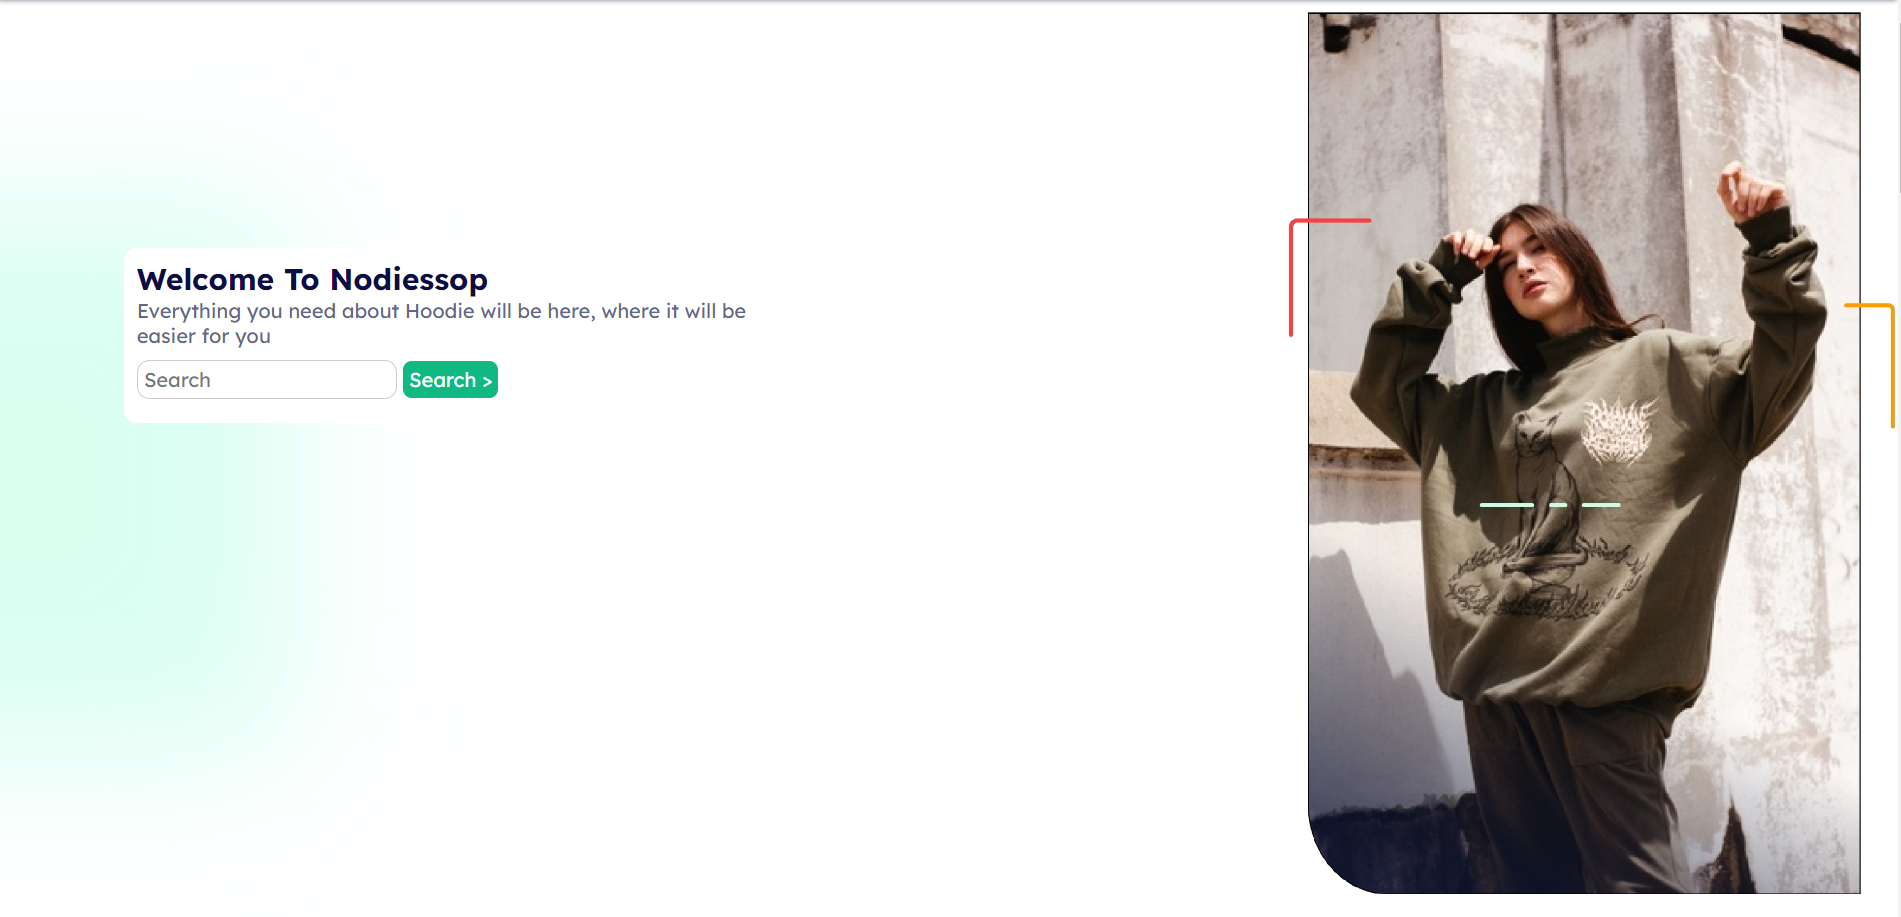 Welcome To Nodiessop
Everything you need about Hoodie will be here, where it will be
easier for you
Search
Search >